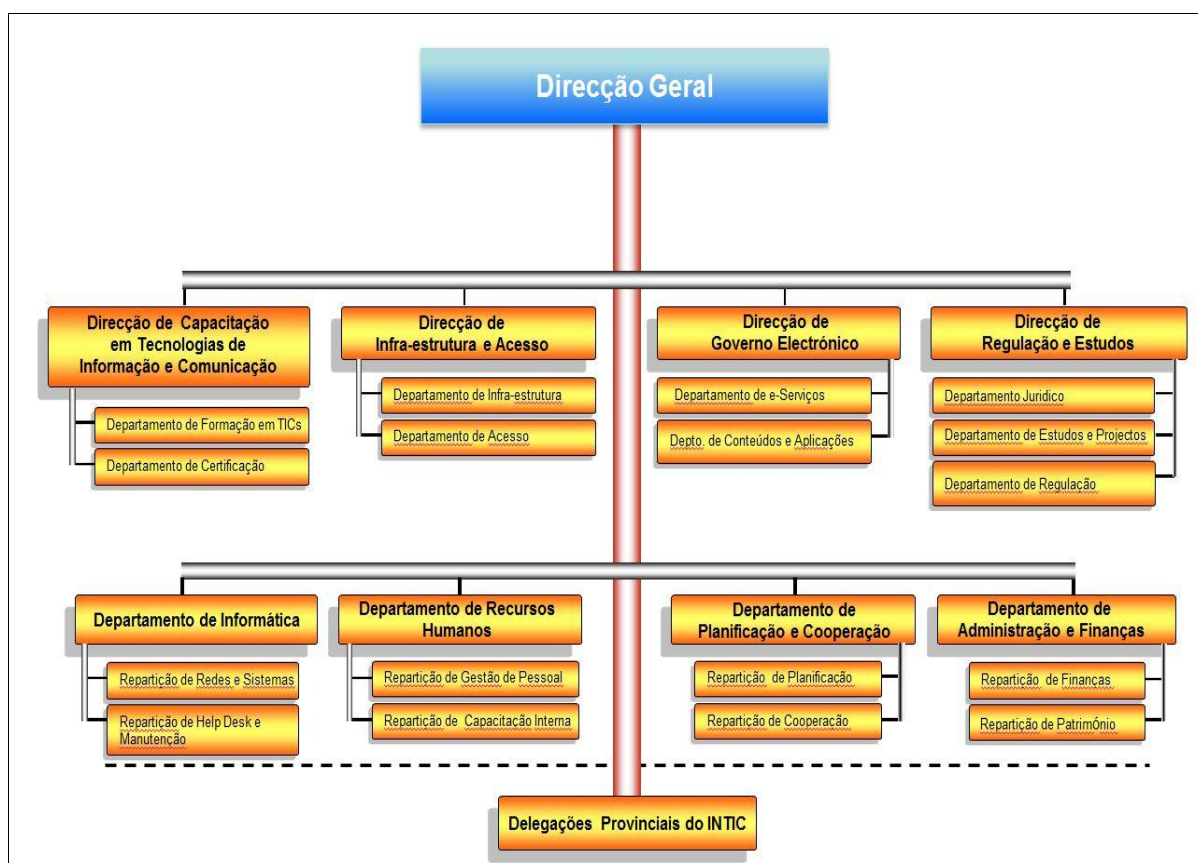 Direcção Geral
Direcção de Capacitação
em Tecnologias de
Informação e Comunicação
Departamento de Formação em TICs
Departamento de Certificação
Direcção de
Infra-estrutura e Acesso
Departamento de Infra-estrutura
Departamento de Acesso
Direcção de
Governo Electrónico
Departamento de e-Serviços
Depto. de Conteúdos e Aplicações
Direcção de
Regulação e Estudos
Departamento Juridico
Departamento de Estudos e Projectos
Departamento de Regulação
Departamento de Informática
Repartição de Redes e Sistemas
Repartição de Help Desk e
Manutenção
Departamento de Recursos
Humanos
Repartição de Gestão de Pessoal
Repartição de Capacitação Interna
Departamento de
Planificação e Cooperação
Repartição de Planificação
Repartição de Cooperação
Departamento de
Administração e Finanças
Repartição de Finanças
Repartição de Património
Delegações Provinciais do INTIC